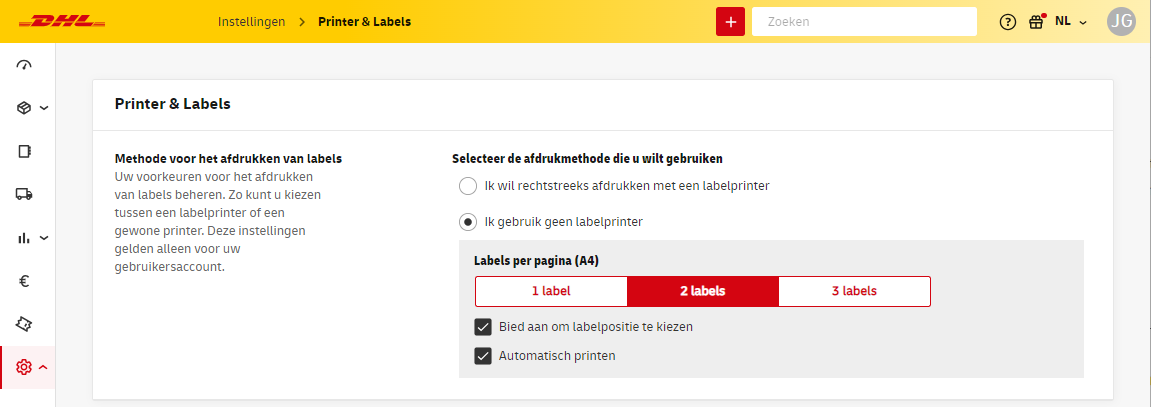 DHL
Instellingen > Printer & Labels
+
Zoeken
NL
JG
Printer & Labels
Methode voor het afdrukken van labels
Uw voorkeuren voor het afdrukken
van labels beheren. Zo kunt u kiezen
tussen een labelprinter of een
gewone printer. Deze instellingen
gelden alleen voor uw
gebruikersaccount.
Selecteer de afdrukmethode die u wilt gebruiken
Ik wil rechtstreeks afdrukken met een labelprinter
Ik gebruik geen labelprinter
Labels per pagina (A4)
1 label
2 labels
3 labels
Bied aan om labelpositie te kiezen
Automatisch printen